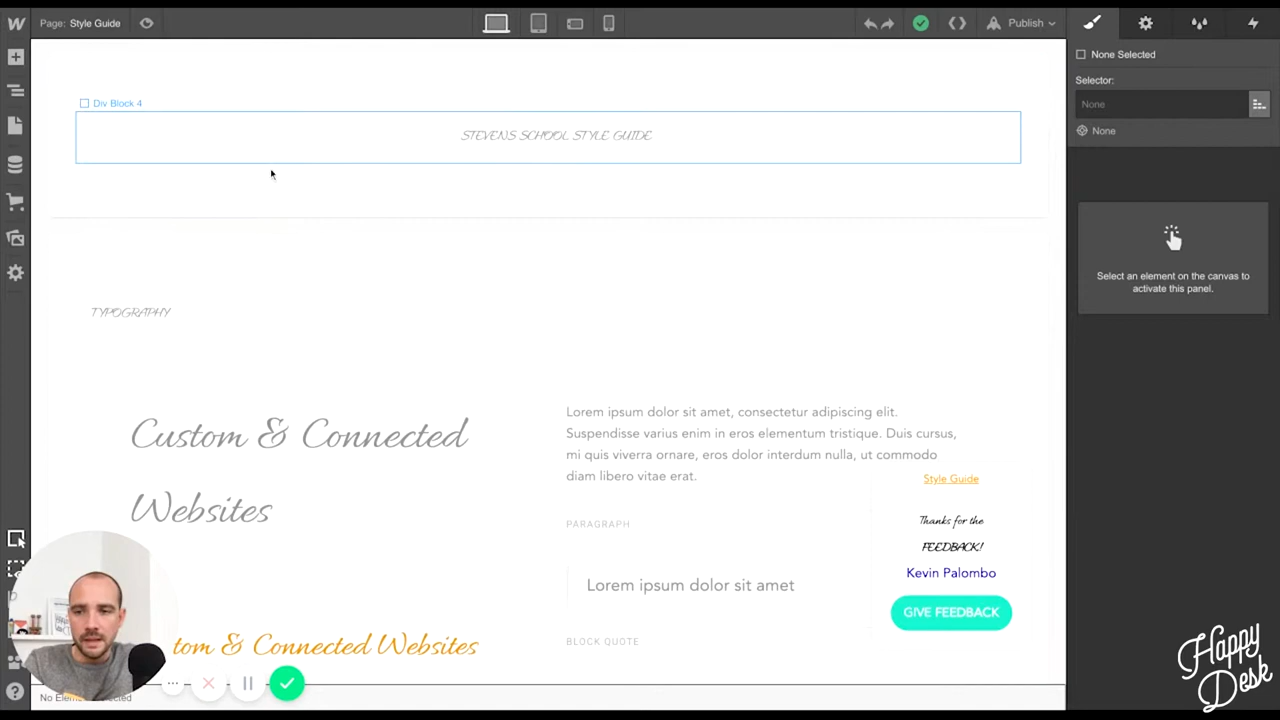 Page: Style Guide
Publish
None Selected
Selector:
None
None
Select an element on the canvas to
activate this panel.
Div Block 4
STEVENS SCHOOL STYLE GUIDE
TYPOGRAPHY
Custom & Connected
Websites
tom & Connected Websites
Lorem ipsum dolor sit amet, consectetur adipiscing elit.
Suspendisse varius enim in eros elementum tristique. Duis cursus,
mi quis viverra ornare, eros dolor interdum nulla, ut commodo
diam libero vitae erat.
PARAGRAPH
Lorem ipsum dolor sit amet
BLOCK QUOTE
Style Guide
Thanks for the
FEEDBACK!
Kevin Palombo
GIVE FEEDBACK
No Elem
ected
Happy
Desk